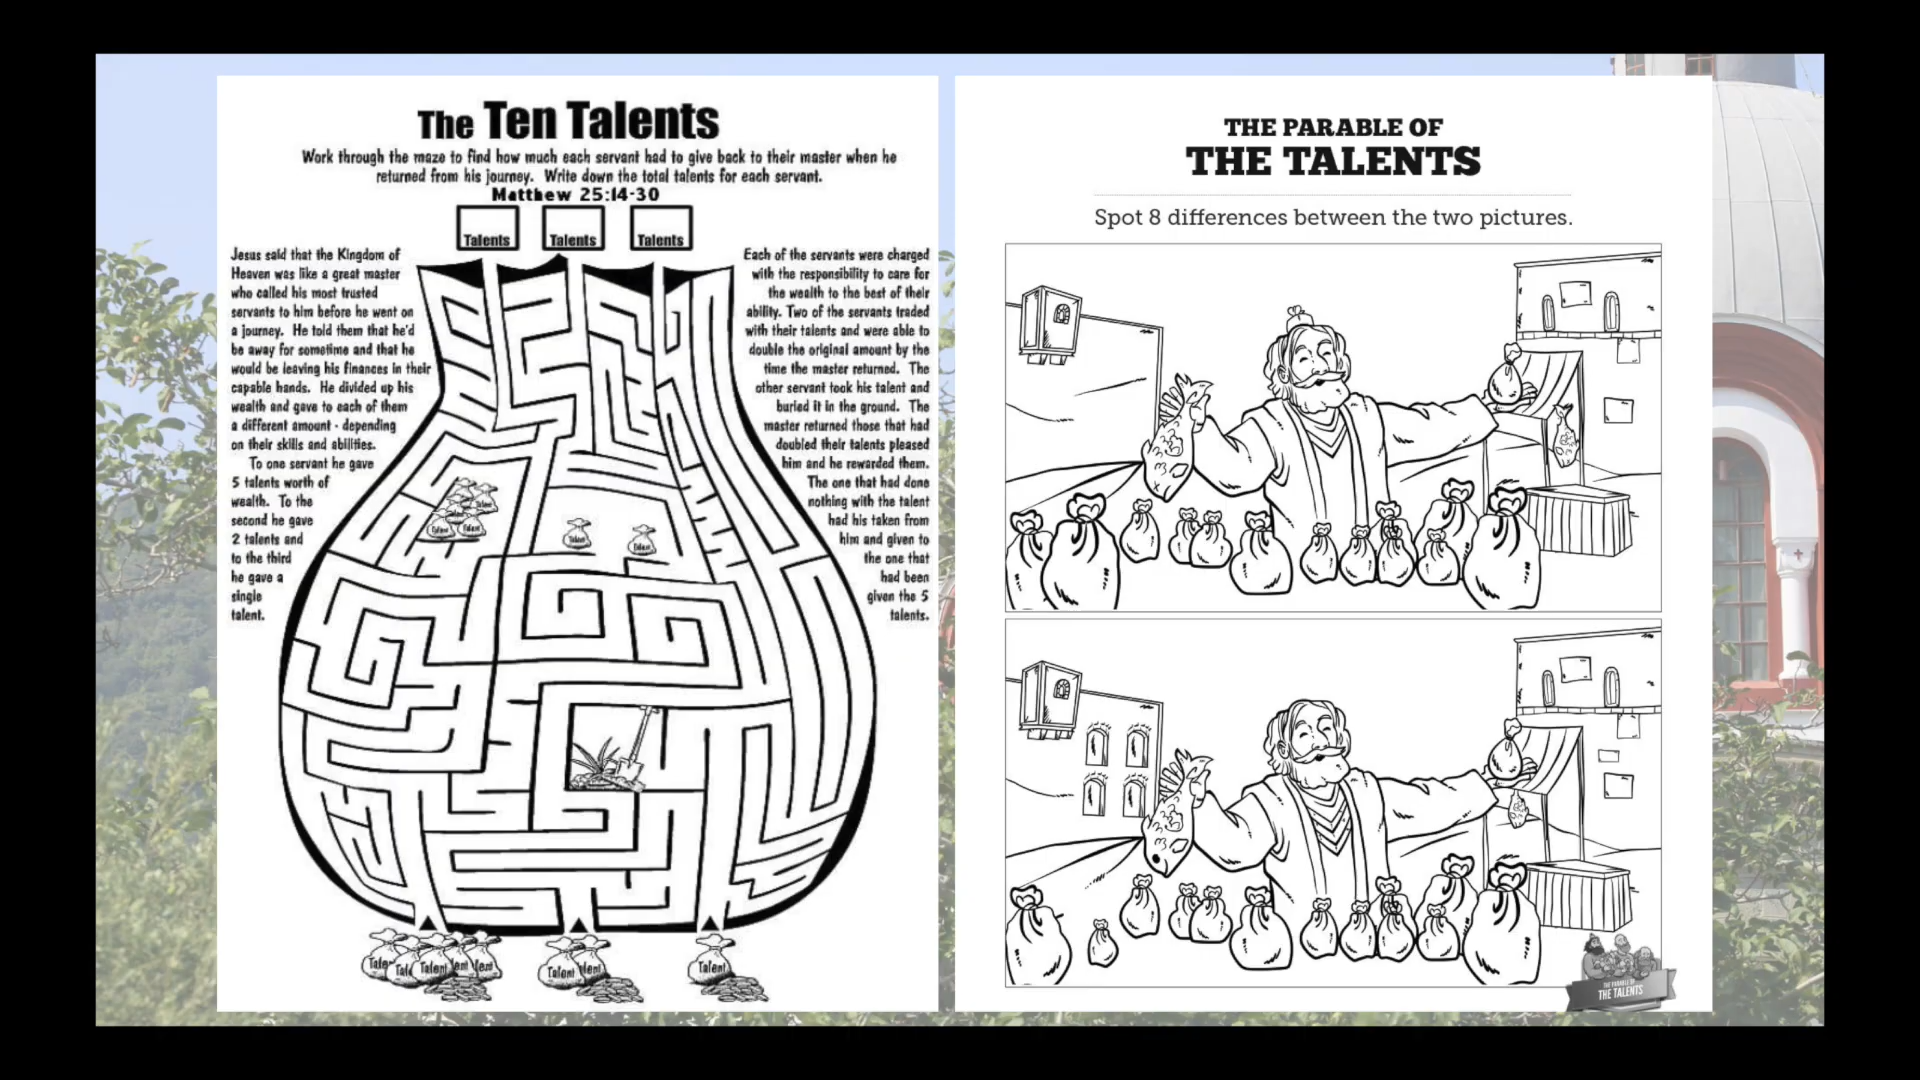 The Ten Talents
Work through the maze to find how much each servant had to give back to their master when he
returned from his journey. Write down the total talents for each servant.
Matthew 25:14-30
Talents
Talents
Talents
Jesus said that the Kingdom of
Heaven was like a great master
who called his most trusted
servants to him before he went on
a journey. He told them that he'd
be away for sometime and that he
would be leaving his finances in their
capable hands. He divided up his
wealth and gave to each of them
a different amount - depending
on their skills and abilities.
To one servant he gave
5 talents worth of
wealth. To the
second he gave
2 talents and
to the third
he gave a
single
talent.
Each of the servants were charged
with the responsibility to care for
the wealth to the best of their
ability. Two of the servants traded
with their talents and were able to
double the original amount by the
time the master returned. The
other servant took his talent and
buried it in the ground. The
master returned those that had
doubled their talents pleased
him and he rewarded them.
The one that had done
nothing with the talent
had his taken from
him and given to
the one that
had been
given the 5
talents.
Talent
Talent
Talent
Talent
THE PARABLE OF
THE TALENTS
Spot 8 differences between the two pictures.
THE PARABLE OF
THE TALENTS